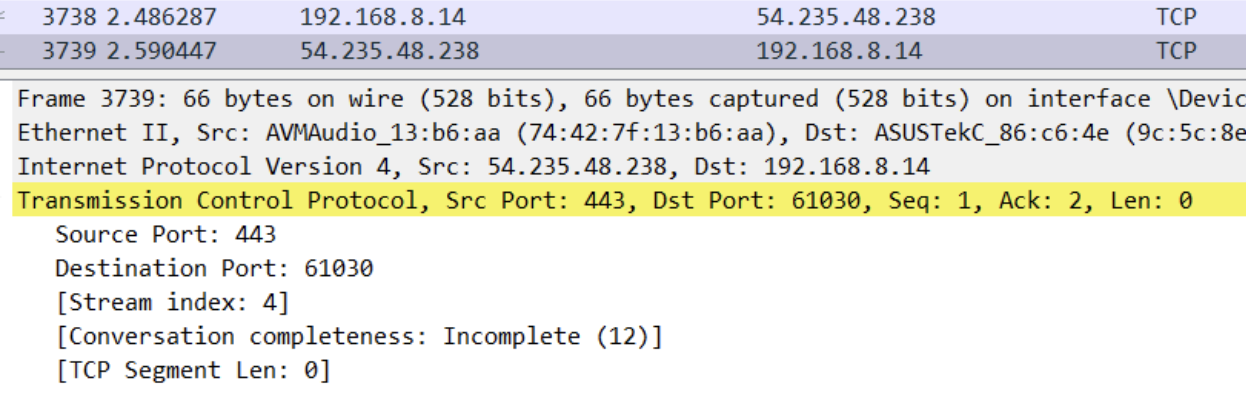 3738 2.486287 192.168.8.14 54.235.48.238 TCP
3739 2.590447 54.235.48.238 192.168.8.14 TCP
Frame 3739: 66 bytes on wire (528 bits), 66 bytes captured (528 bits) on interface \Devic
Ethernet II, Src: AVMAudio_13:b6:aa (74:42:7f:13:b6:aa), Dst: ASUSTekC_86:c6:4e (9c:5c:8e
Internet Protocol Version 4, Src: 54.235.48.238, Dst: 192.168.8.14
Transmission Control Protocol, Src Port: 443, Dst Port: 61030, Seq: 1, Ack: 2, Len: 0
Source Port: 443
Destination Port: 61030
[Stream index: 4]
[Conversation completeness: Incomplete (12)]
[TCP Segment Len: 0]